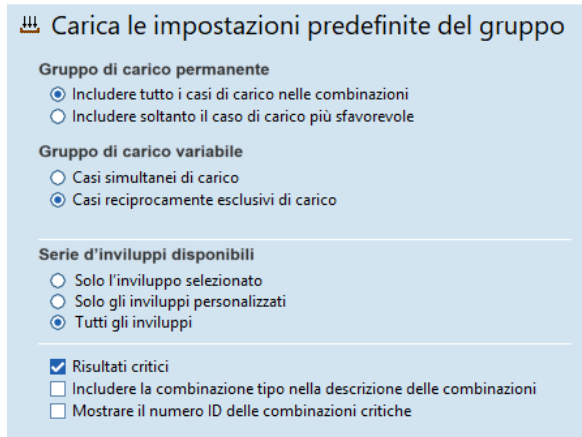 Carica le impostazioni predefinite del gruppo
Gruppo di carico permanente
Includere tutto i casi di carico nelle combinazioni
Includere soltanto il caso di carico più sfavorevole
Gruppo di carico variabile
Casi simultanei di carico
Casi reciprocamente esclusivi di carico
Serie d'inviluppi disponibili
Solo l'inviluppo selezionato
Solo gli inviluppi personalizzati
Tutti gli inviluppi
Risultati critici
Includere la combinazione tipo nella descrizione delle combinazioni
Mostrare il numero ID delle combinazioni critiche